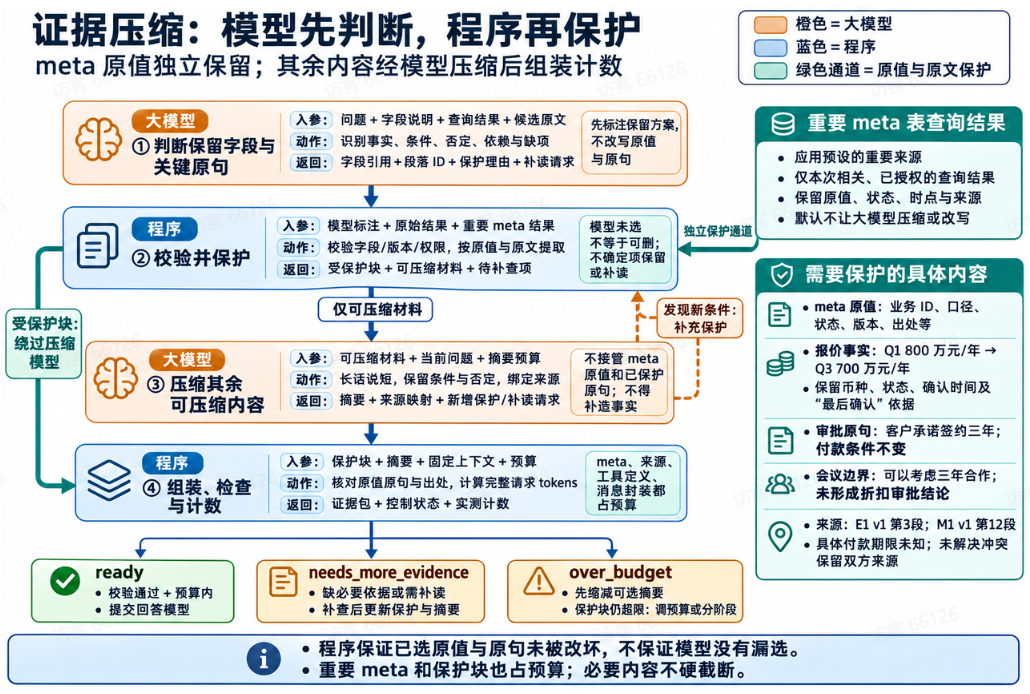 证据压缩：模型先判断，程序再保护
meta 原值独立保留；其余内容经模型压缩后组装计数
橙色 = 大模型
蓝色 = 程序
绿色通道 = 原值与原文保护
大模型
① 判断保留字段与
关键原句
入参： 问题 + 字段说明 + 查询结果 + 候选原文
动作： 识别事实、条件、否定、依赖与缺项
返回： 字段引用 + 段落 ID + 保护理由 + 补读请求
先标注保留方案，
不改写原值
与原句
重要 meta 表查询结果
• 应用预设的重要来源
• 仅本次相关、已授权的查询结果
• 保留原值、状态、时点与来源
• 默认不让大模型压缩或改写
独立保护通道
程序
② 校验并保护
入参： 模型标注 + 原始结果 + 重要 meta 结果
动作： 校验字段/版本/权限，按原值与原文提取
返回： 受保护块 + 可压缩材料 + 待补查项
模型未选
不等于可删；
不确定项保留
或补读
受保护块：
绕过压缩
模型
仅可压缩材料
发现新条件：
补充保护
大模型
③ 压缩其余
可压缩内容
入参： 可压缩材料 + 当前问题 + 摘要预算
动作： 长话说短，保留条件与否定，绑定来源
返回： 摘要 + 来源映射 + 新增保护/补读请求
不接管 meta
原值和已保护
原句；不得
补造事实
程序
④ 组装、检查
与计数
入参： 保护块 + 摘要 + 固定上下文 + 预算
动作： 核对原值原句与出处，计算完整请求 tokens
返回： 证据包 + 控制状态 + 实测计数
meta、来源、
工具定义、
消息封装都
占预算
需要保护的具体内容
• meta 原值：业务 ID、口径、
状态、版本、出处等
• 报价事实：Q1 800 万元/年 →
Q3 700 万元/年
• 保留币种、状态、确认时间及
“最后确认” 依据
• 审批原句：客户承诺签约三年；
付款条件不变
• 会议边界：可以考虑三年合作；
未形成折扣审批结论
• 来源：E1 v1 第3段；M1 v1 第12段
• 具体付款期限未知；未解决冲突
保留双方来源
ready
• 校验通过 + 预算内
• 提交回答模型
needs_more_evidence
• 缺必要依据或需补读
• 补查后更新保护与摘要
over_budget
• 先缩减可选摘要
• 保护块仍超限：调预算或分阶段
• 程序保证已选原值与原句未被改坏，不保证模型没有漏选。
• 重要 meta 和保护块也占预算；必要内容不硬截断。
访客 66126